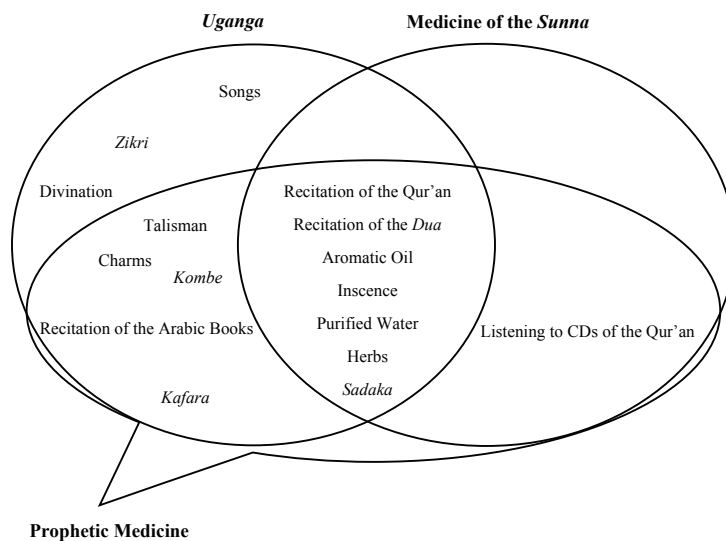 Uganga
Medicine of the Sunna
Songs
Zikri
Divination
Recitation of the Qur’an
Talisman
Recitation of the Dua
Charms
Aromatic Oil
Kombe
Inscence
Recitation of the Arabic Books
Purified Water
Listening to CDs of the Qur’an
Herbs
Kafara
Sadaka
Prophetic Medicine